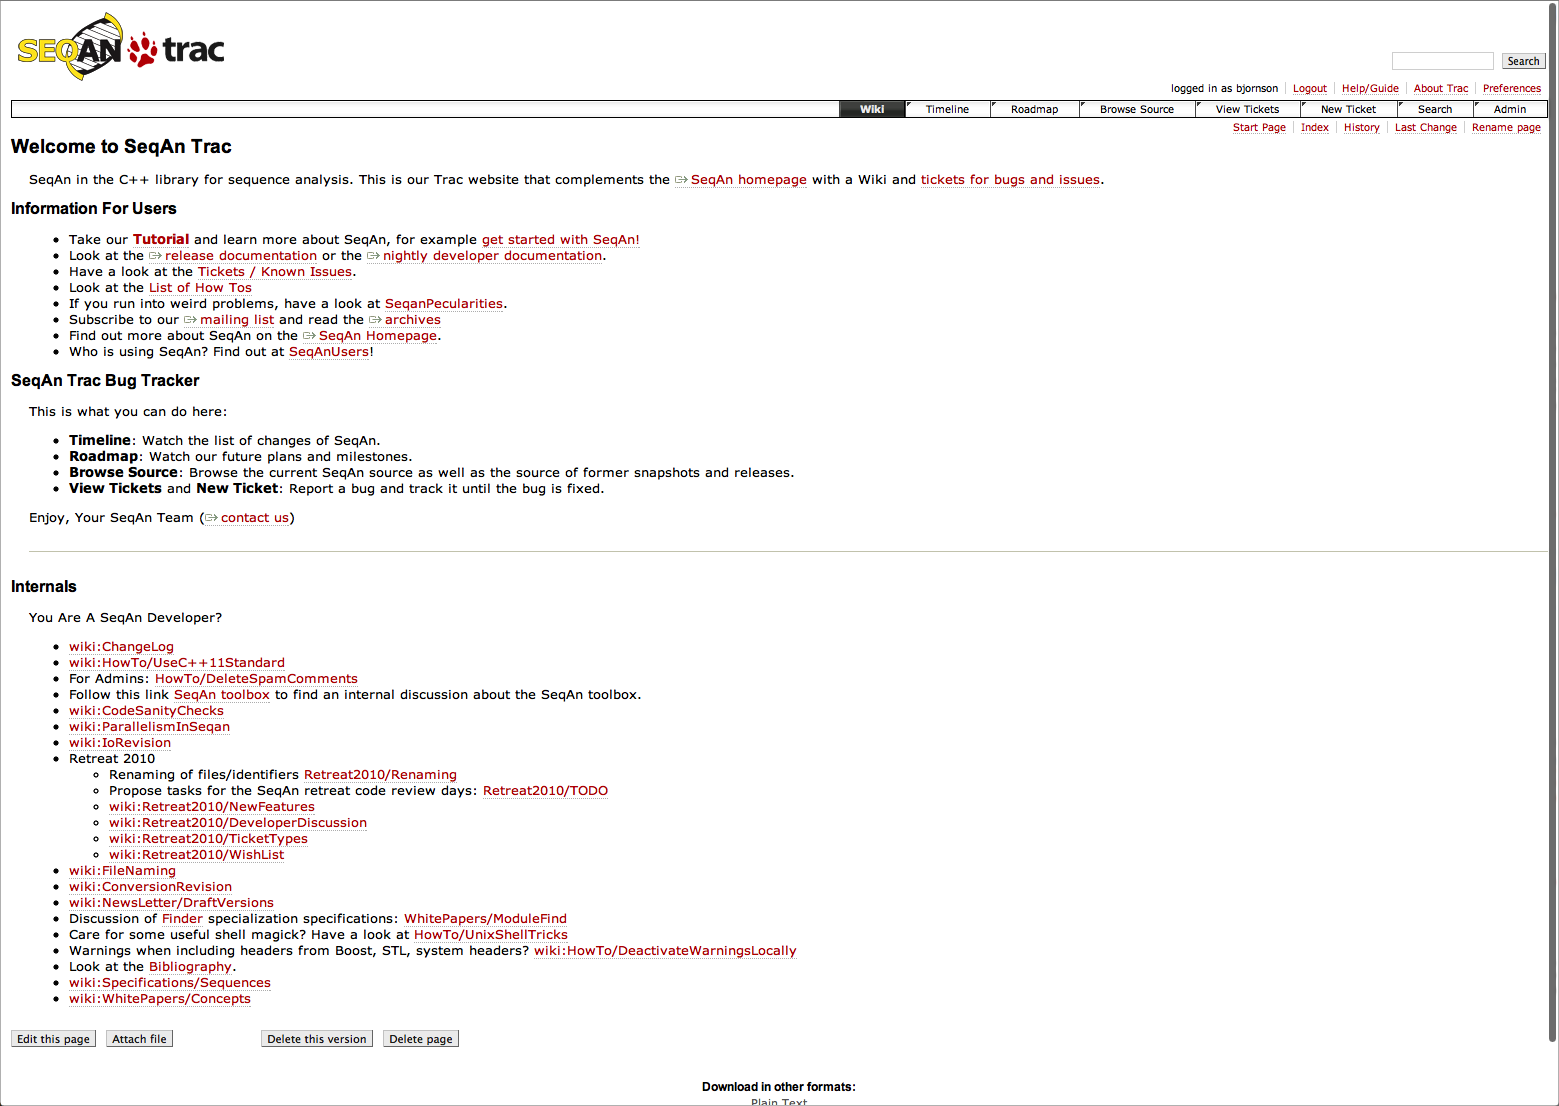 SEQAN trac
Search
logged in as bjornson Logout Help/Guide About Trac Preferences
Wiki Timeline Roadmap Browse Source View Tickets New Ticket Search Admin
Start Page Index History Last Change Rename page
Welcome to SeqAn Trac
SeqAn in the C++ library for sequence analysis. This is our Trac website that complements the SeqAn homepage with a Wiki and tickets for bugs and issues.
Information For Users
Take our Tutorial and learn more about SeqAn, for example get started with SeqAn!
Look at the release documentation or the nightly developer documentation.
Have a look at the Tickets / Known Issues.
Look at the List of How Tos
If you run into weird problems, have a look at SeqanPecularities.
Subscribe to our mailing list and read the archives
Find out more about SeqAn on the SeqAn Homepage.
Who is using SeqAn? Find out at SeqAnUsers!
SeqAn Trac Bug Tracker
This is what you can do here:
Timeline: Watch the list of changes of SeqAn.
Roadmap: Watch our future plans and milestones.
Browse Source: Browse the current SeqAn source as well as the source of former snapshots and releases.
View Tickets and New Ticket: Report a bug and track it until the bug is fixed.
Enjoy, Your SeqAn Team (contact us)
Internals
You Are A SeqAn Developer?
wiki:ChangeLog
wiki:HowTo/UseC++11Standard
For Admins: HowTo/DeleteSpamComments
Follow this link SeqAn toolbox to find an internal discussion about the SeqAn toolbox.
wiki:CodeSanityChecks
wiki:ParallelismInSeqan
wiki:IoRevision
Retreat 2010
Renaming of files/identifiers Retreat2010/Renaming
Propose tasks for the SeqAn retreat code review days: Retreat2010/TODO
wiki:Retreat2010/NewFeatures
wiki:Retreat2010/DeveloperDiscussion
wiki:Retreat2010/TicketTypes
wiki:Retreat2010/WishList
wiki:FileNaming
wiki:ConversionRevision
wiki:NewsLetter/DraftVersions
Discussion of Finder specialization specifications: WhitePapers/ModuleFind
Care for some useful shell magick? Have a look at HowTo/UnixShellTricks
Warnings when including headers from Boost, STL, system headers? wiki:HowTo/DeactivateWarningsLocally
Look at the Bibliography.
wiki:Specifications/Sequences
wiki:WhitePapers/Concepts
Edit this page Attach file Delete this version Delete page
Download in other formats:
Plain Text